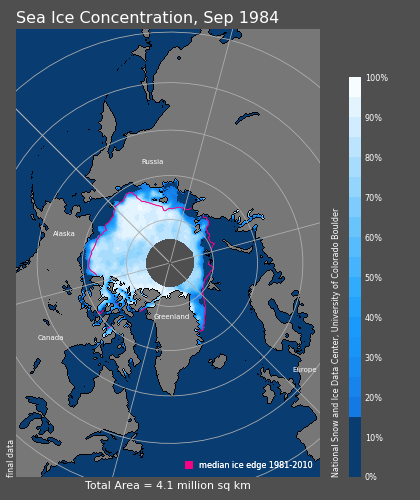 Sea Ice Concentration, Sep 1984
Russia
Alaska
Greenland
Canada
Europe
median ice edge 1981-2010
final data
Total Area = 4.1 million sq km
100%
90%
80%
70%
60%
50%
40%
30%
20%
10%
0%
National Snow and Ice Data Center, University of Colorado Boulder